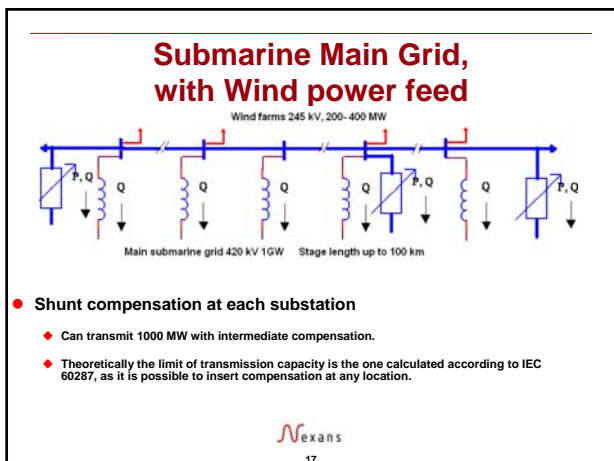 Submarine Main Grid,
with Wind power feed
Wind farms 245 kV, 200-400 MW
P, Q
Q
Q
Q
Q
P, Q
Q
P, Q
Main submarine grid 420 kV 1GW Stage length up to 100 km
Shunt compensation at each substation
Can transmit 1000 MW with intermediate compensation.
Theoretically the limit of transmission capacity is the one calculated according to IEC
60287, as it is possible to insert compensation at any location.
Nexans
17